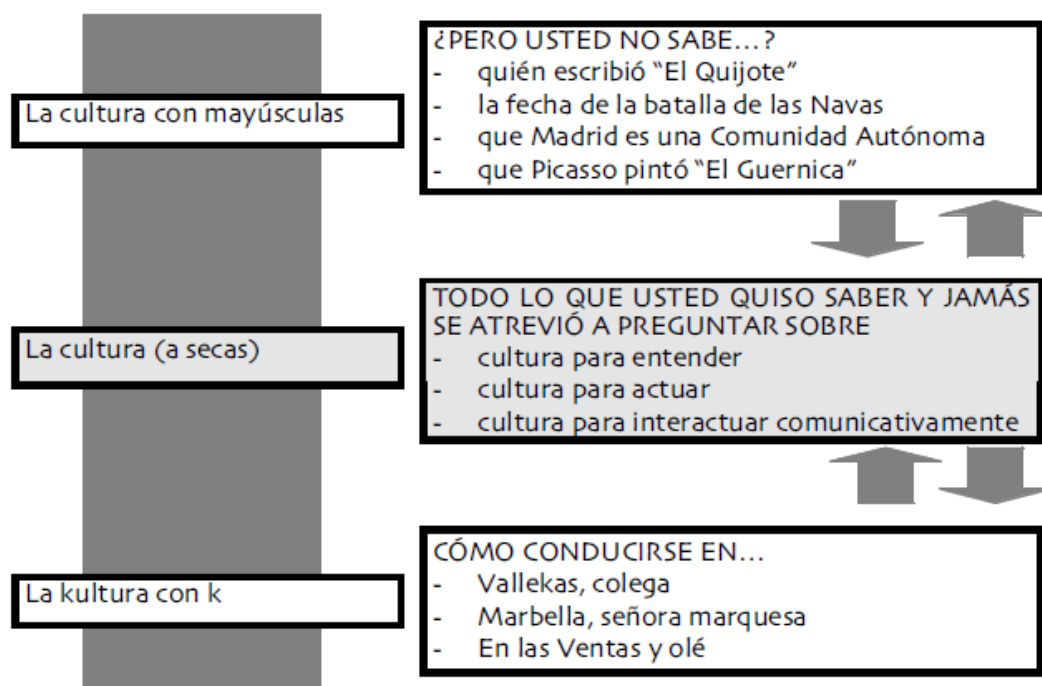 La cultura con mayúsculas
¿PERO USTED NO SABE...?
- quién escribió “El Quijote”
- la fecha de la batalla de las Navas
- que Madrid es una Comunidad Autónoma
- que Picasso pintó “El Guernica”
La cultura (a secas)
TODO LO QUE USTED QUISO SABER Y JAMÁS
SE ATREVIÓ A PREGUNTAR SOBRE
- cultura para entender
- cultura para actuar
- cultura para interactuar comunicativamente
La kultura con k
CÓMO CONDUCIRSE EN...
- Vallekas, colega
- Marbella, señora marquesa
- En las Ventas y olé